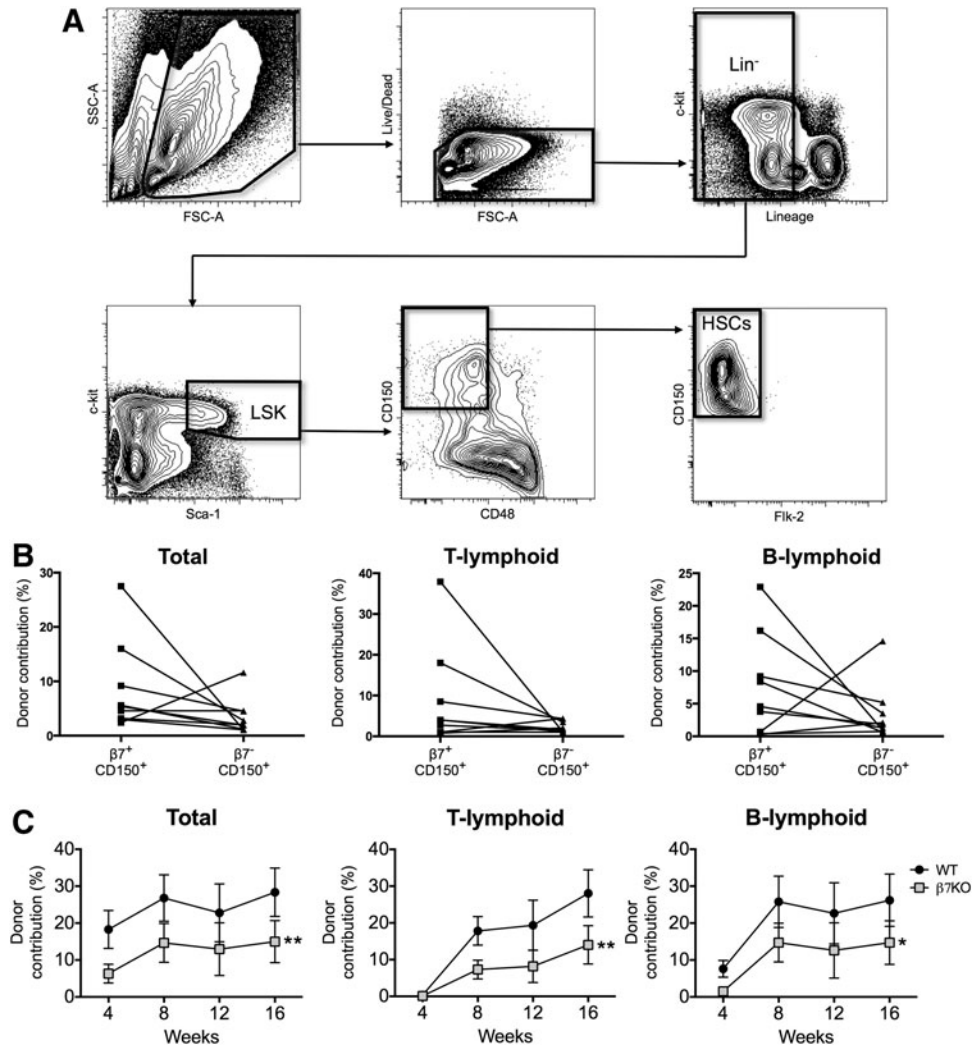 A
SSC-A
FSC-A
Live/Dead
FSC-A
c-kit
Lin⁻
Lineage
c-kit
LSK
Sca-1
CD150
CD48
CD150
HSCs
Flk-2
B
Total
Donor contribution (%)
30
20
10
0
β7⁺
CD150⁺
β7⁻
CD150⁺
T-lymphoid
Donor contribution (%)
40
30
20
10
0
β7⁺
CD150⁺
β7⁻
CD150⁺
B-lymphoid
Donor contribution (%)
25
20
15
10
5
0
β7⁺
CD150⁺
β7⁻
CD150⁺
C
Total
Donor
contribution (%)
40
30
20
10
0
**
4 8 12 16
Weeks
T-lymphoid
Donor
contribution (%)
40
30
20
10
0
**
4 8 12 16
Weeks
B-lymphoid
Donor
contribution (%)
40
30
20
10
0
*
4 8 12 16
Weeks
WT
β7KO